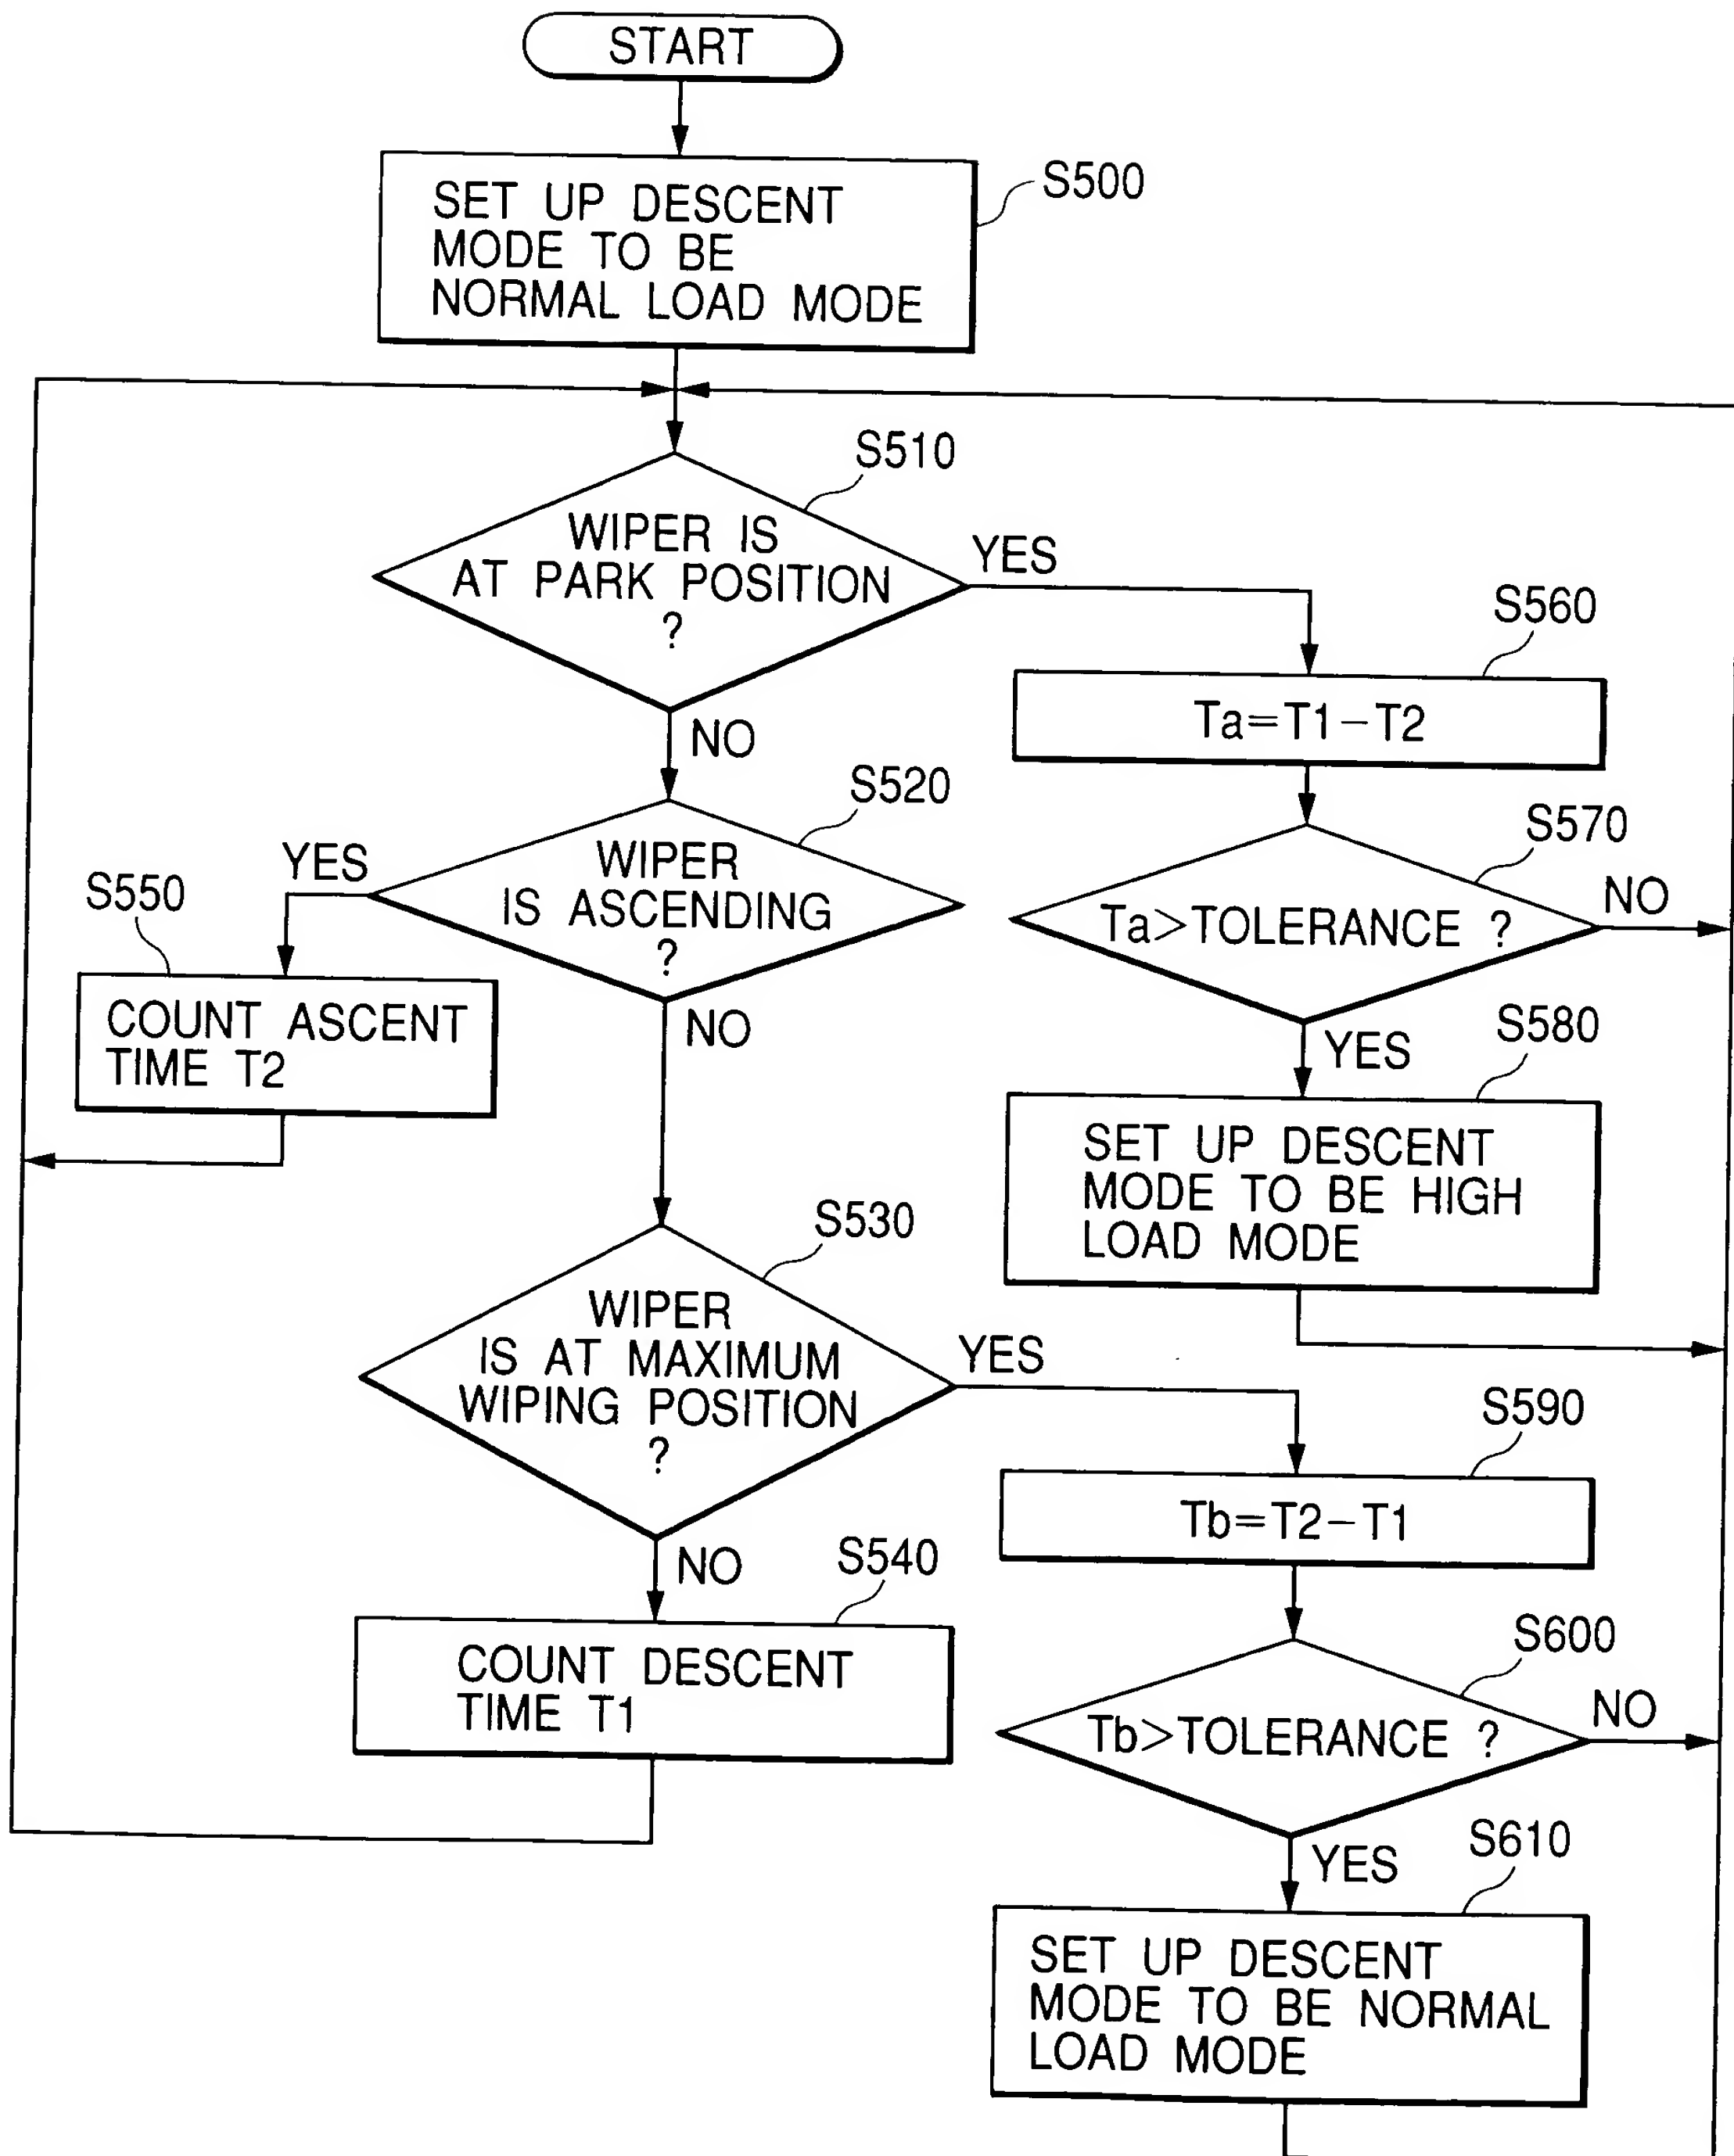 START
S500
SET UP DESCENT
MODE TO BE
NORMAL LOAD MODE
S510
WIPER IS
AT PARK POSITION
?
YES
NO
S560
Ta=T1-T2
S520
WIPER
IS ASCENDING
?
YES
NO
S550
COUNT ASCENT
TIME T2
S570
Ta>TOLERANCE ?
NO
YES
S580
SET UP DESCENT
MODE TO BE HIGH
LOAD MODE
S530
WIPER
IS AT MAXIMUM
WIPING POSITION
?
YES
NO
S590
Tb=T2-T1
S540
COUNT DESCENT
TIME T1
S600
Tb>TOLERANCE ?
NO
YES
S610
SET UP DESCENT
MODE TO BE NORMAL
LOAD MODE